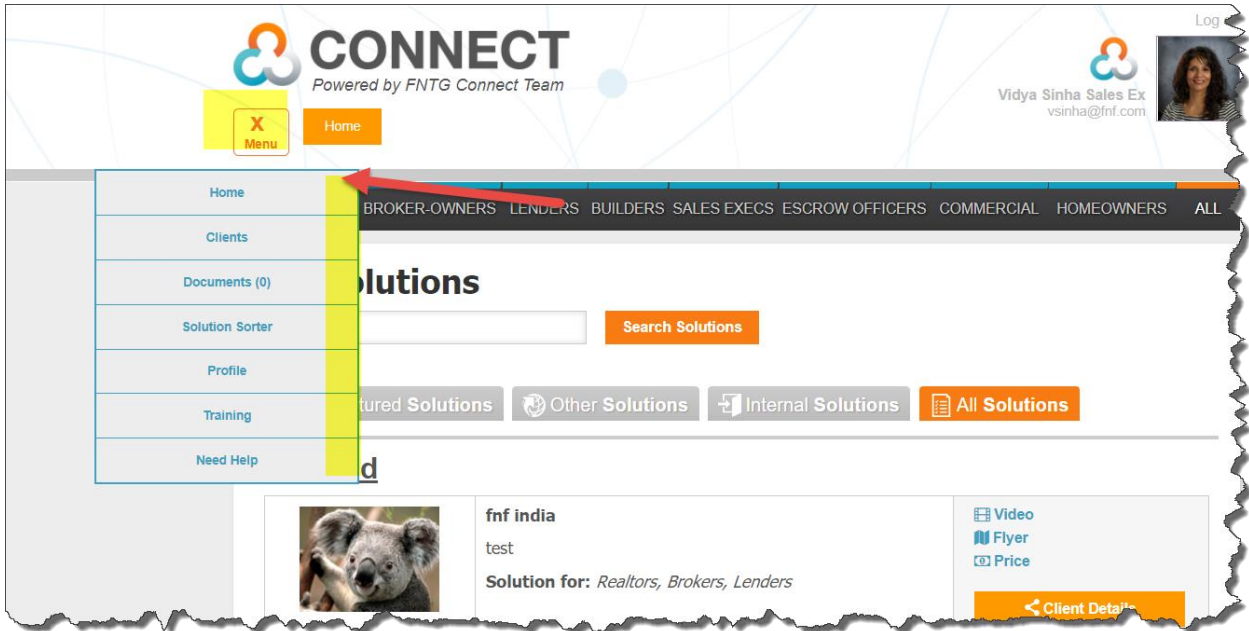 Log
CONNECT
Powered by FNTG Connect Team
Vidya Sinha Sales Ex
vsinha@fnf.com
X
Menu
Home
Home
Clients
Documents (0)
Solution Sorter
Profile
Training
Need Help
BROKER-OWNERS LENDERS BUILDERS SALES EXECS ESCROW OFFICERS COMMERCIAL HOMEOWNERS ALL
olutions
Search Solutions
tured Solutions Other Solutions Internal Solutions All Solutions
d
fnf india
test
Solution for: Realtors, Brokers, Lenders
Video
Flyer
Price
Client Details